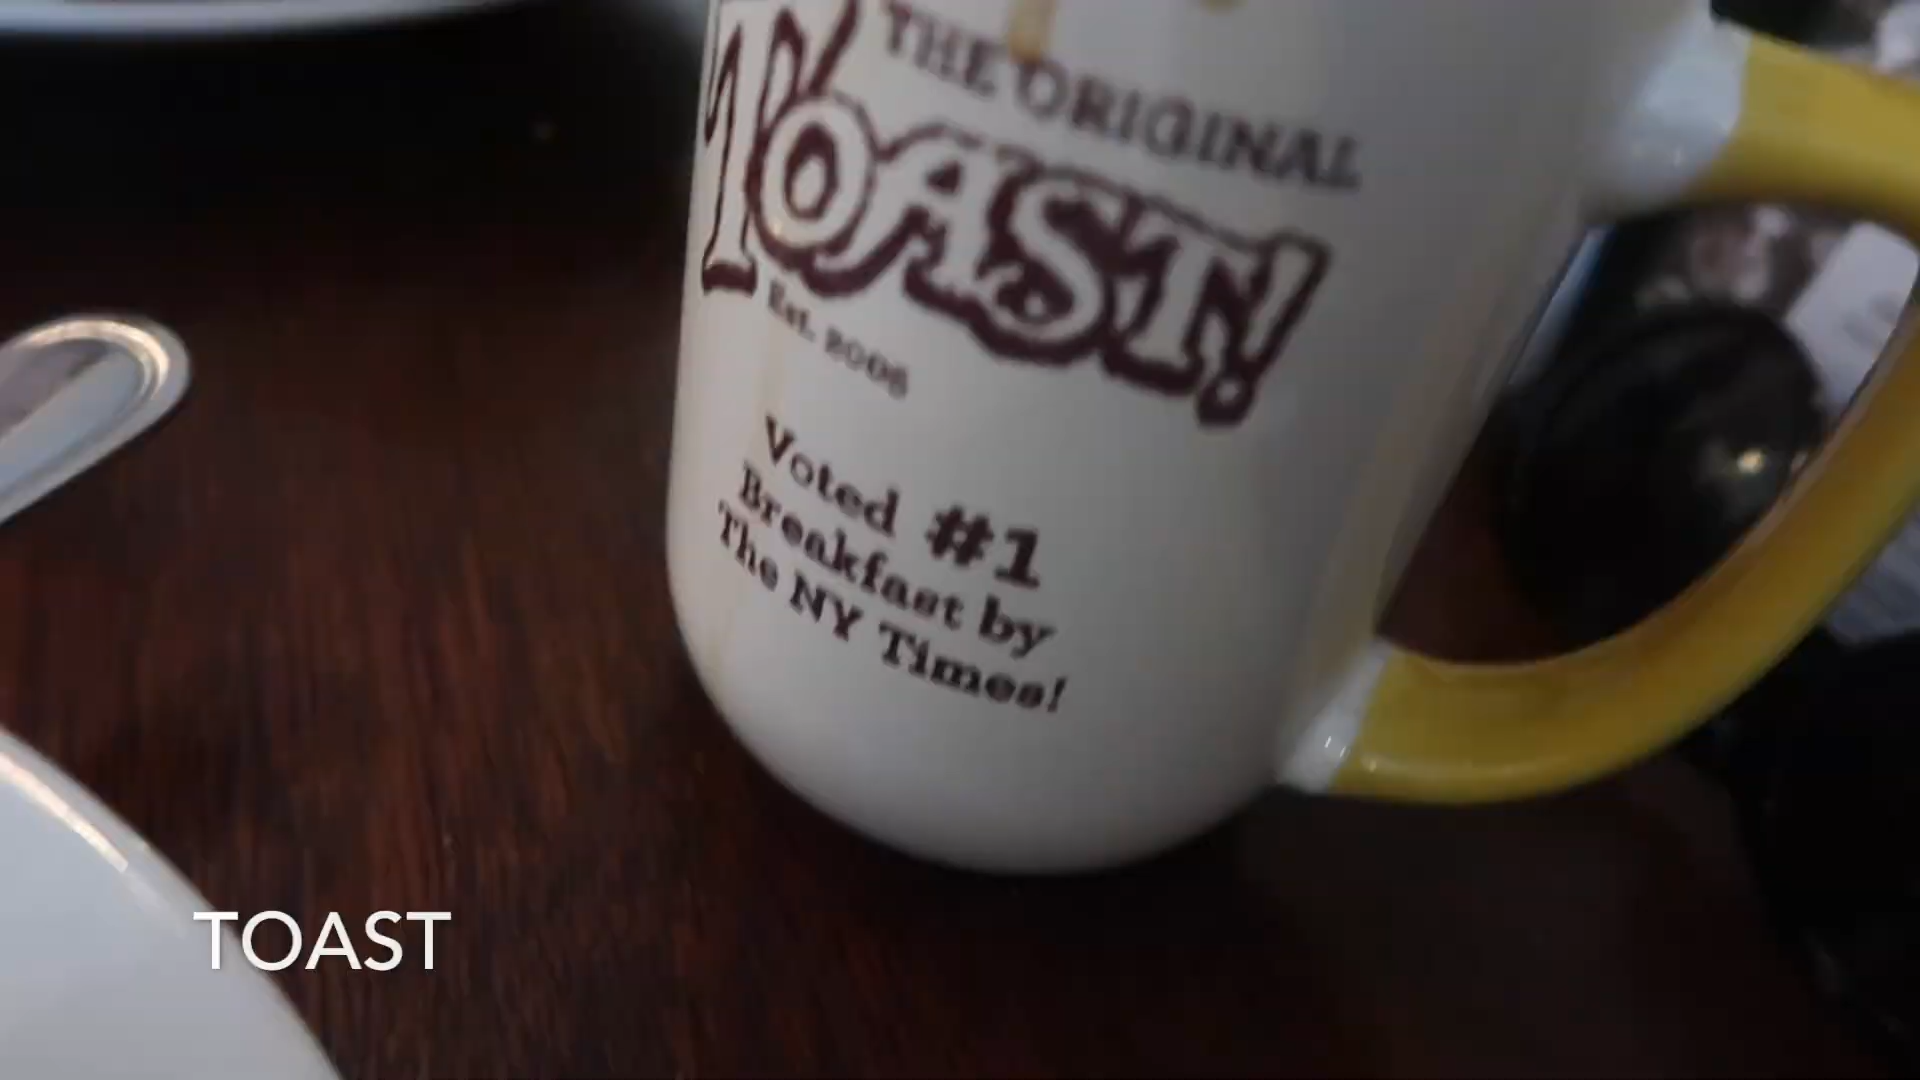 THE ORIGINAL
TOAST!
Est. 2006
Voted #1
Breakfast by
The NY Times!
TOAST